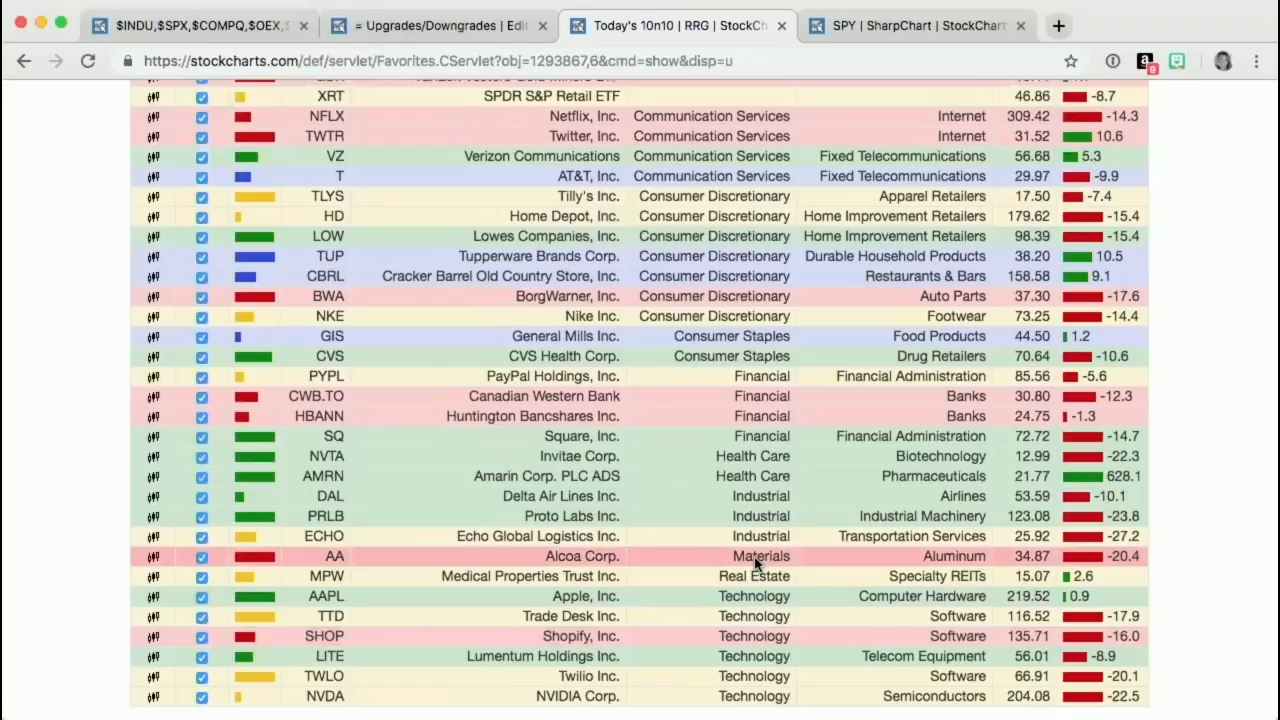 $INDU,$SPX,$COMPQ,$OEX,$
= Upgrades/Downgrades | Edit
Today's 10n10 | RRG | StockCh
SPY | SharpChart | StockChart
https://stockcharts.com/def/servlet/Favorites.CServlet?obj=1293867,6&cmd=show&disp=u
XRT SPDR S&P Retail ETF 46.86 -8.7
NFLX Netflix, Inc. Communication Services Internet 309.42 -14.3
TWTR Twitter, Inc. Communication Services Internet 31.52 10.6
VZ Verizon Communications Communication Services Fixed Telecommunications 56.68 5.3
T AT&T, Inc. Communication Services Fixed Telecommunications 29.97 -9.9
TLYS Tilly's Inc. Consumer Discretionary Apparel Retailers 17.50 -7.4
HD Home Depot, Inc. Consumer Discretionary Home Improvement Retailers 179.62 -15.4
LOW Lowes Companies, Inc. Consumer Discretionary Home Improvement Retailers 98.39 -15.4
TUP Tupperware Brands Corp. Consumer Discretionary Durable Household Products 38.20 10.5
CBRL Cracker Barrel Old Country Store, Inc. Consumer Discretionary Restaurants & Bars 158.58 9.1
BWA BorgWarner, Inc. Consumer Discretionary Auto Parts 37.30 -17.6
NKE Nike Inc. Consumer Discretionary Footwear 73.25 -14.4
GIS General Mills Inc. Consumer Staples Food Products 44.50 1.2
CVS CVS Health Corp. Consumer Staples Drug Retailers 70.64 -10.6
PYPL PayPal Holdings, Inc. Financial Financial Administration 85.56 -5.6
CWB.TO Canadian Western Bank Financial Banks 30.80 -12.3
HBANN Huntington Bancshares Inc. Financial Banks 24.75 -1.3
SQ Square, Inc. Financial Financial Administration 72.72 -14.7
NVTA Invitae Corp. Health Care Biotechnology 12.99 -22.3
AMRN Amarin Corp. PLC ADS Health Care Pharmaceuticals 21.77 628.1
DAL Delta Air Lines Inc. Industrial Airlines 53.59 -10.1
PRLB Proto Labs Inc. Industrial Industrial Machinery 123.08 -23.8
ECHO Echo Global Logistics Inc. Industrial Transportation Services 25.92 -27.2
AA Alcoa Corp. Materials Aluminum 34.87 -20.4
MPW Medical Properties Trust Inc. Real Estate Specialty REITs 15.07 2.6
AAPL Apple, Inc. Technology Computer Hardware 219.52 0.9
TTD Trade Desk Inc. Technology Software 116.52 -17.9
SHOP Shopify, Inc. Technology Software 135.71 -16.0
LITE Lumentum Holdings Inc. Technology Telecom Equipment 56.01 -8.9
TWLO Twilio Inc. Technology Software 66.91 -20.1
NVDA NVIDIA Corp. Technology Semiconductors 204.08 -22.5